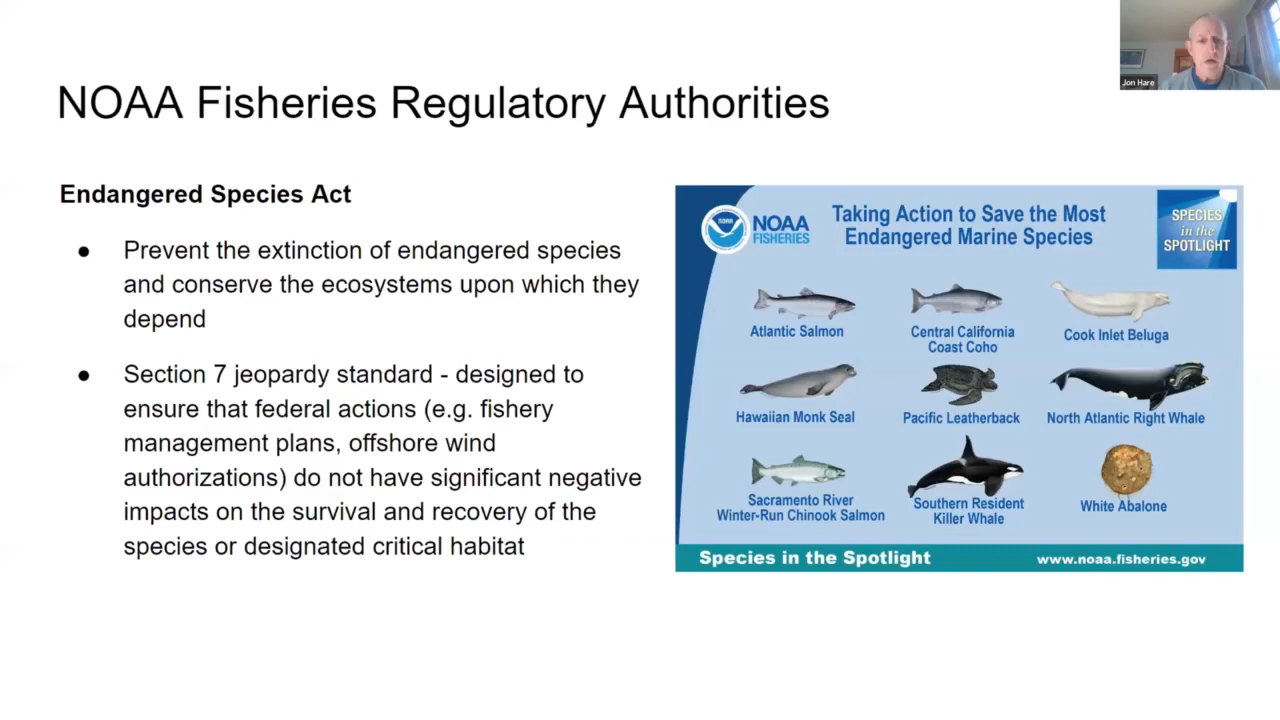 Jon Hare
NOAA Fisheries Regulatory Authorities
Endangered Species Act
● Prevent the extinction of endangered species
and conserve the ecosystems upon which they
depend
● Section 7 jeopardy standard - designed to
ensure that federal actions (e.g. fishery
management plans, offshore wind
authorizations) do not have significant negative
impacts on the survival and recovery of the
species or designated critical habitat
NOAA
NOAA
FISHERIES
Taking Action to Save the Most
Endangered Marine Species
SPECIES
in the
SPOTLIGHT
Atlantic Salmon
Central California
Coast Coho
Cook Inlet Beluga
Hawaiian Monk Seal
Pacific Leatherback
North Atlantic Right Whale
Sacramento River
Winter-Run Chinook Salmon
Southern Resident
Killer Whale
White Abalone
Species in the Spotlight
www.noaa.fisheries.gov